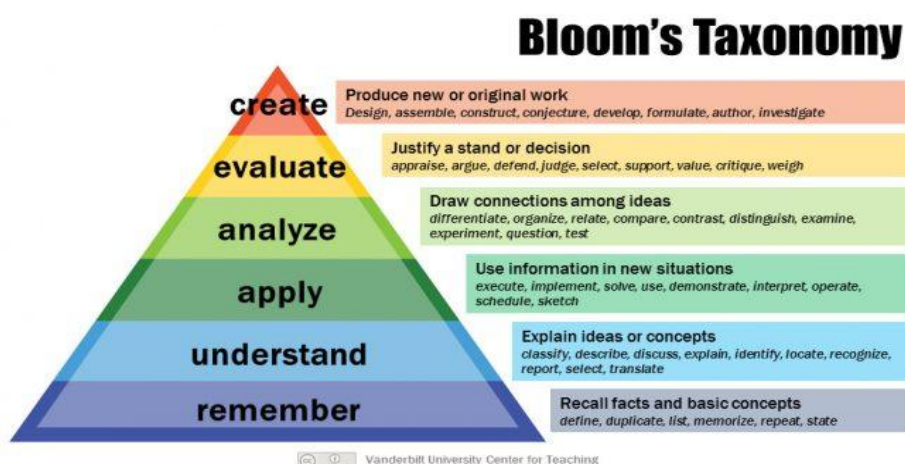 Bloom's Taxonomy
create
Produce new or original work
Design, assemble, construct, conjecture, develop, formulate, author, investigate
evaluate
Justify a stand or decision
appraise, argue, defend, judge, select, support, value, critique, weigh
analyze
Draw connections among ideas
differentiate, organize, relate, compare, contrast, distinguish, examine,
experiment, question, test
apply
Use information in new situations
execute, implement, solve, use, demonstrate, interpret, operate,
schedule, sketch
understand
Explain ideas or concepts
classify, describe, discuss, explain, identify, locate, recognize,
report, select, translate
remember
Recall facts and basic concepts
define, duplicate, list, memorize, repeat, state
cc Vanderbilt University Center for Teaching